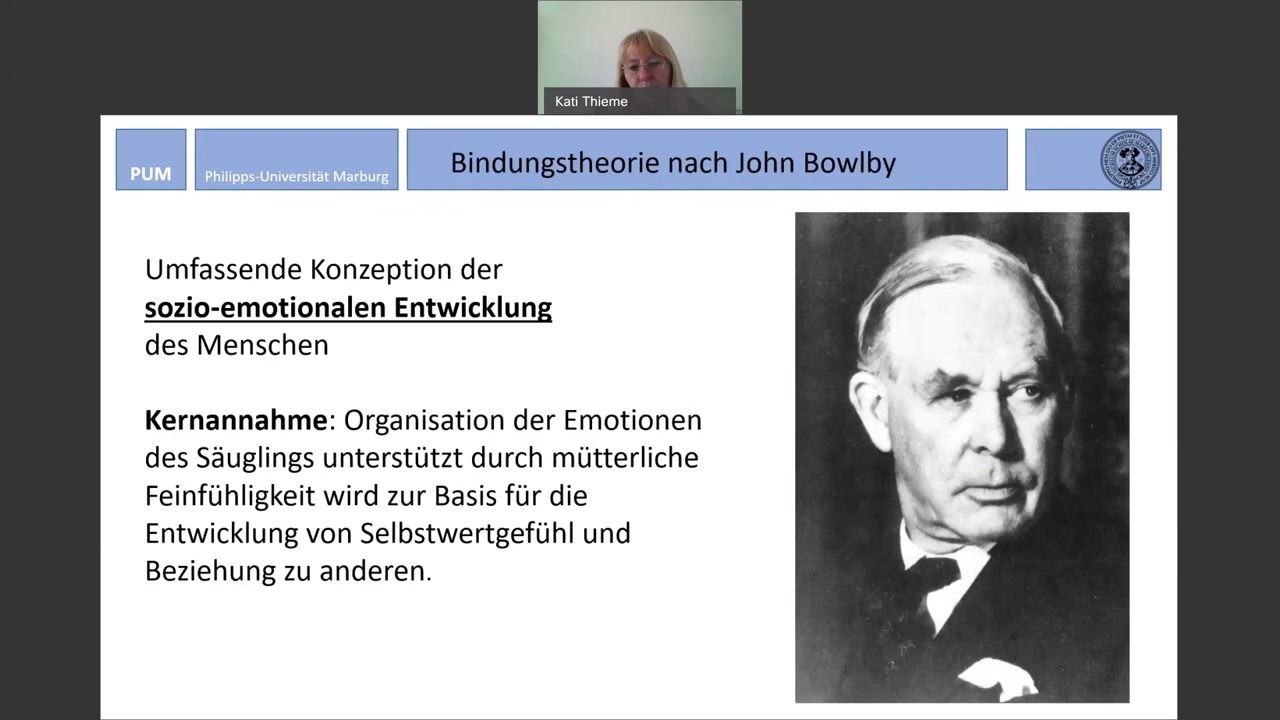 Kati Thieme
PUM
Philipps-Universität Marburg
Bindungstheorie nach John Bowlby
Umfassende Konzeption der
sozio-emotionalen Entwicklung
des Menschen
Kernannahme: Organisation der Emotionen
des Säuglings unterstützt durch mütterliche
Feinfühligkeit wird zur Basis für die
Entwicklung von Selbstwertgefühl und
Beziehung zu anderen.